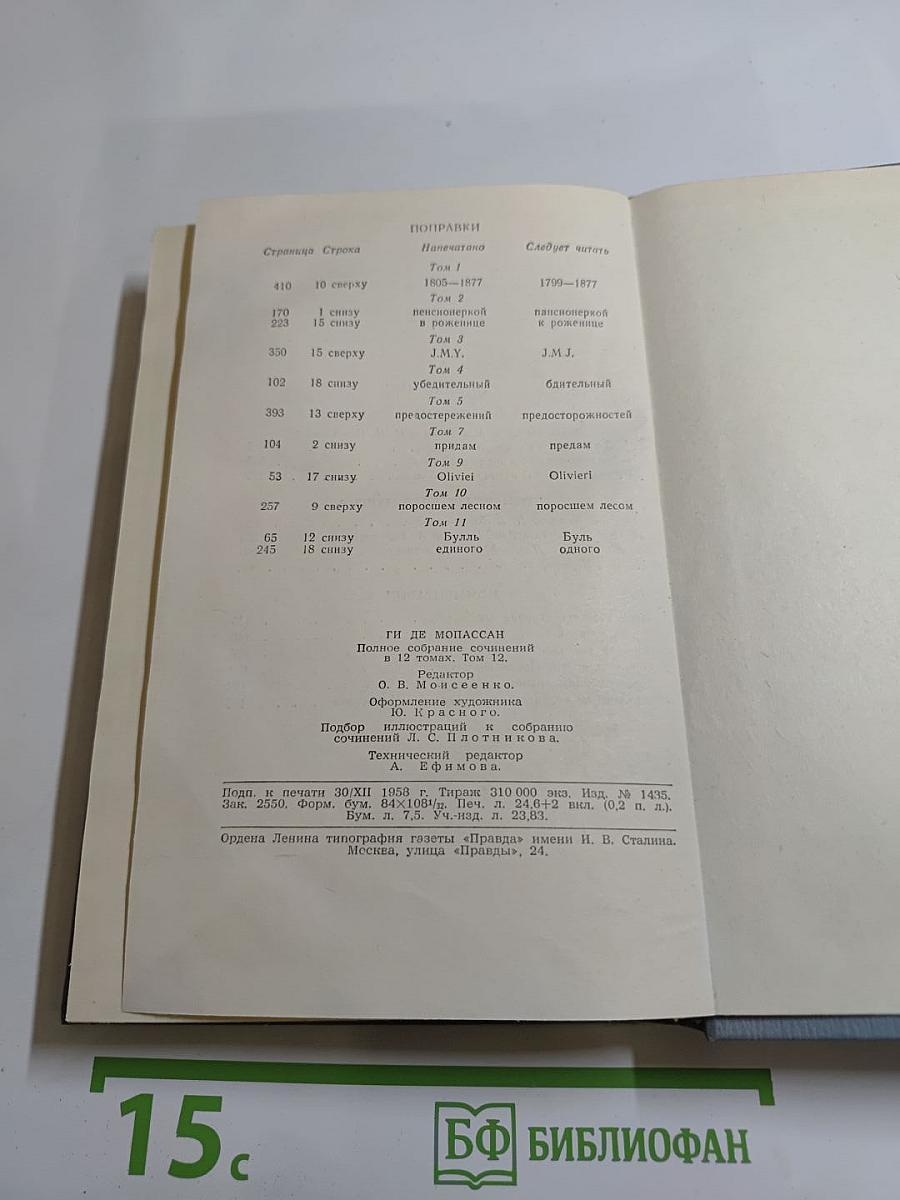 ПОПРАВКИ
Страница Строка Напечатано Следует читать
Том 1
410 10 сверху 1805—1877 1799—1877
Том 2
170 1 снизу пенсионеркой пансионеркой
223 15 снизу в роженице к роженице
Том 3
350 15 сверху J.M.Y. J.M J.
Том 4
102 18 снизу убедительный бдительный
Том 5
393 13 сверху предостережений предосторожностей
Том 7
104 2 снизу придам предам
Том 9
53 17 снизу Oliviei Olivieri
Том 10
257 9 сверху поросшем лесном поросшем лесом
Том 11
65 12 снизу Булль Буль
245 18 снизу единого одного
ГИ ДЕ МОПАССАН
Полное собрание сочинений
в 12 томах. Том 12.
Редактор
О. В. Моисеенко.
Оформление художника
Ю. Красного.
Подбор иллюстраций к собранию
сочинений Л. С. Плотникова.
Технический редактор
А. Ефимова.
Подп. к печати 30/XII 1958 г. Тираж 310 000 экз. Изд. № 1435.
Зак. 2550. Форм. бум. 84×108¹/₃₂. Печ. л. 24,6+2 вкл. (0,2 п. л.).
Бум. л. 7,5. Уч.-изд. л. 23,83.
Ордена Ленина типография газеты «Правда» имени И. В. Сталина.
Москва, улица «Правды», 24.
15 с
БФ БИБЛИОФАН